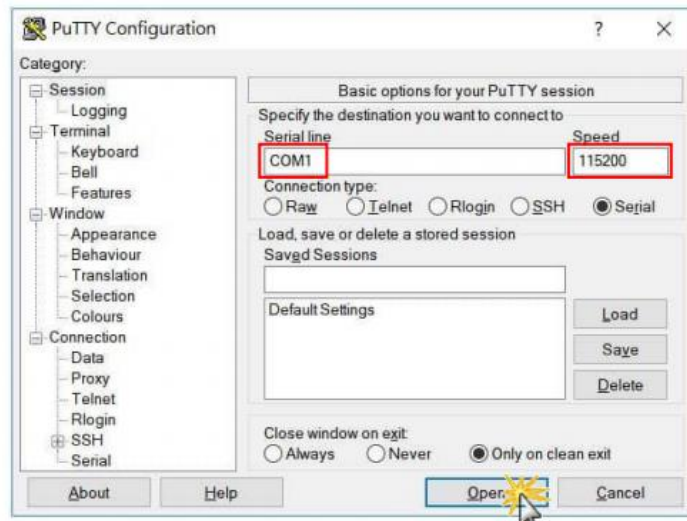 PuTTY Configuration
? ×
Category:
Session
Logging
Terminal
Keyboard
Bell
Features
Window
Appearance
Behaviour
Translation
Selection
Colours
Connection
Data
Proxy
Telnet
Rlogin
SSH
Serial
Basic options for your PuTTY session
Specify the destination you want to connect to
Serial line Speed
COM1 115200
Connection type:
Raw Telnet Rlogin SSH Serial
Load, save or delete a stored session
Saved Sessions
Default Settings
Load
Save
Delete
Close window on exit:
Always Never Only on clean exit
About Help Open Cancel